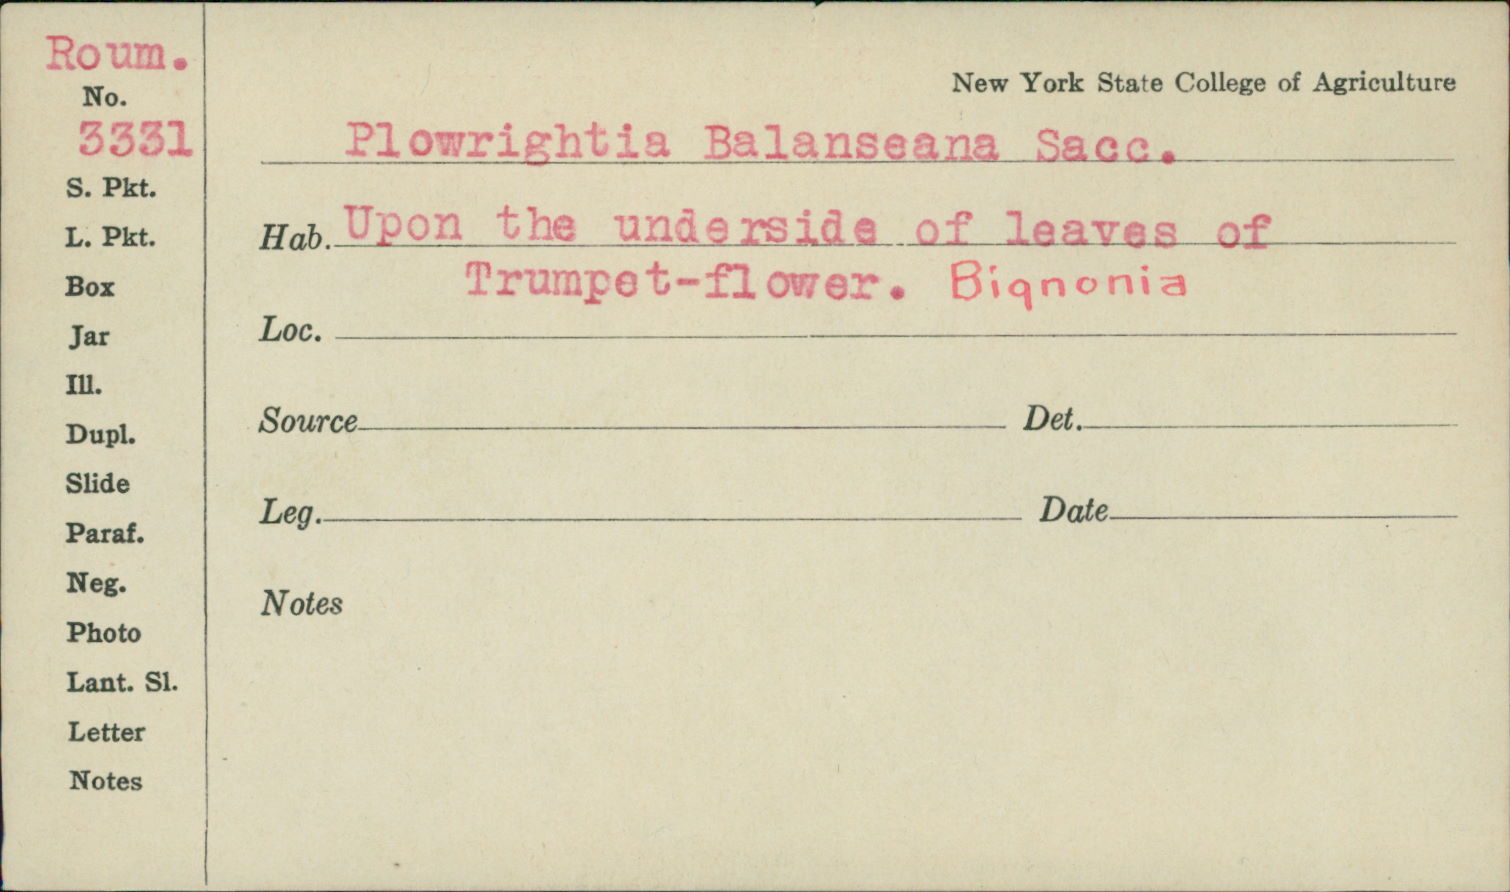 Roum.
No.
3331
S. Pkt.
L. Pkt.
Box
Jar
Ill.
Dupl.
Slide
Paraf.
Neg.
Photo
Lant. Sl.
Letter
Notes
New York State College of Agriculture
Plowrightia Balanseana Sacc.
Hab. Upon the underside of leaves of
Trumpet-flower. Bignonia
Loc.
Source Det.
Leg. Date
Notes